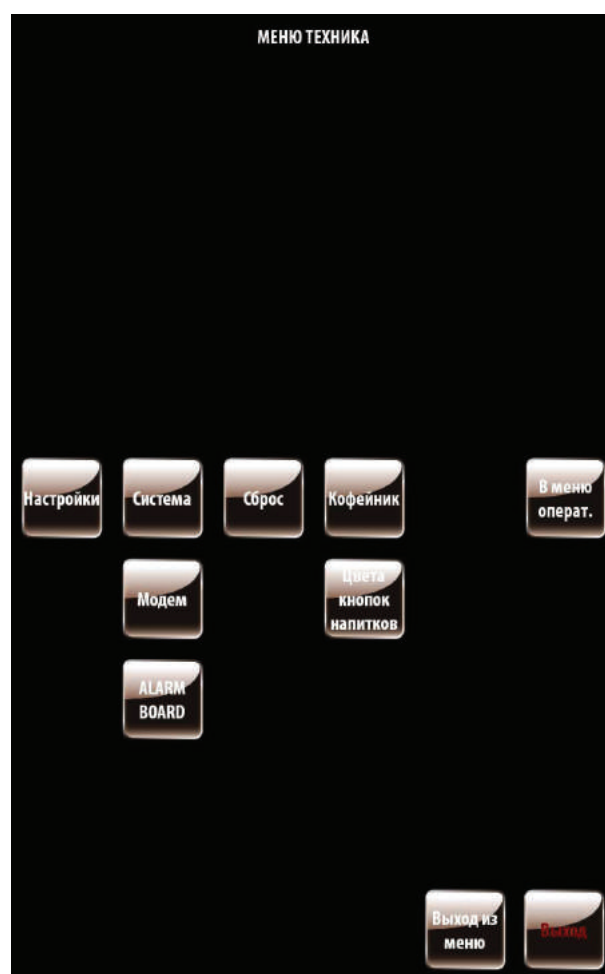 МЕНЮ ТЕХНИКА
Настройки
Система
Сброс
Кофейник
В меню
операт.
Модем
Цвета
кнопок
напитков
ALARM
BOARD
Выход из
меню
Выход